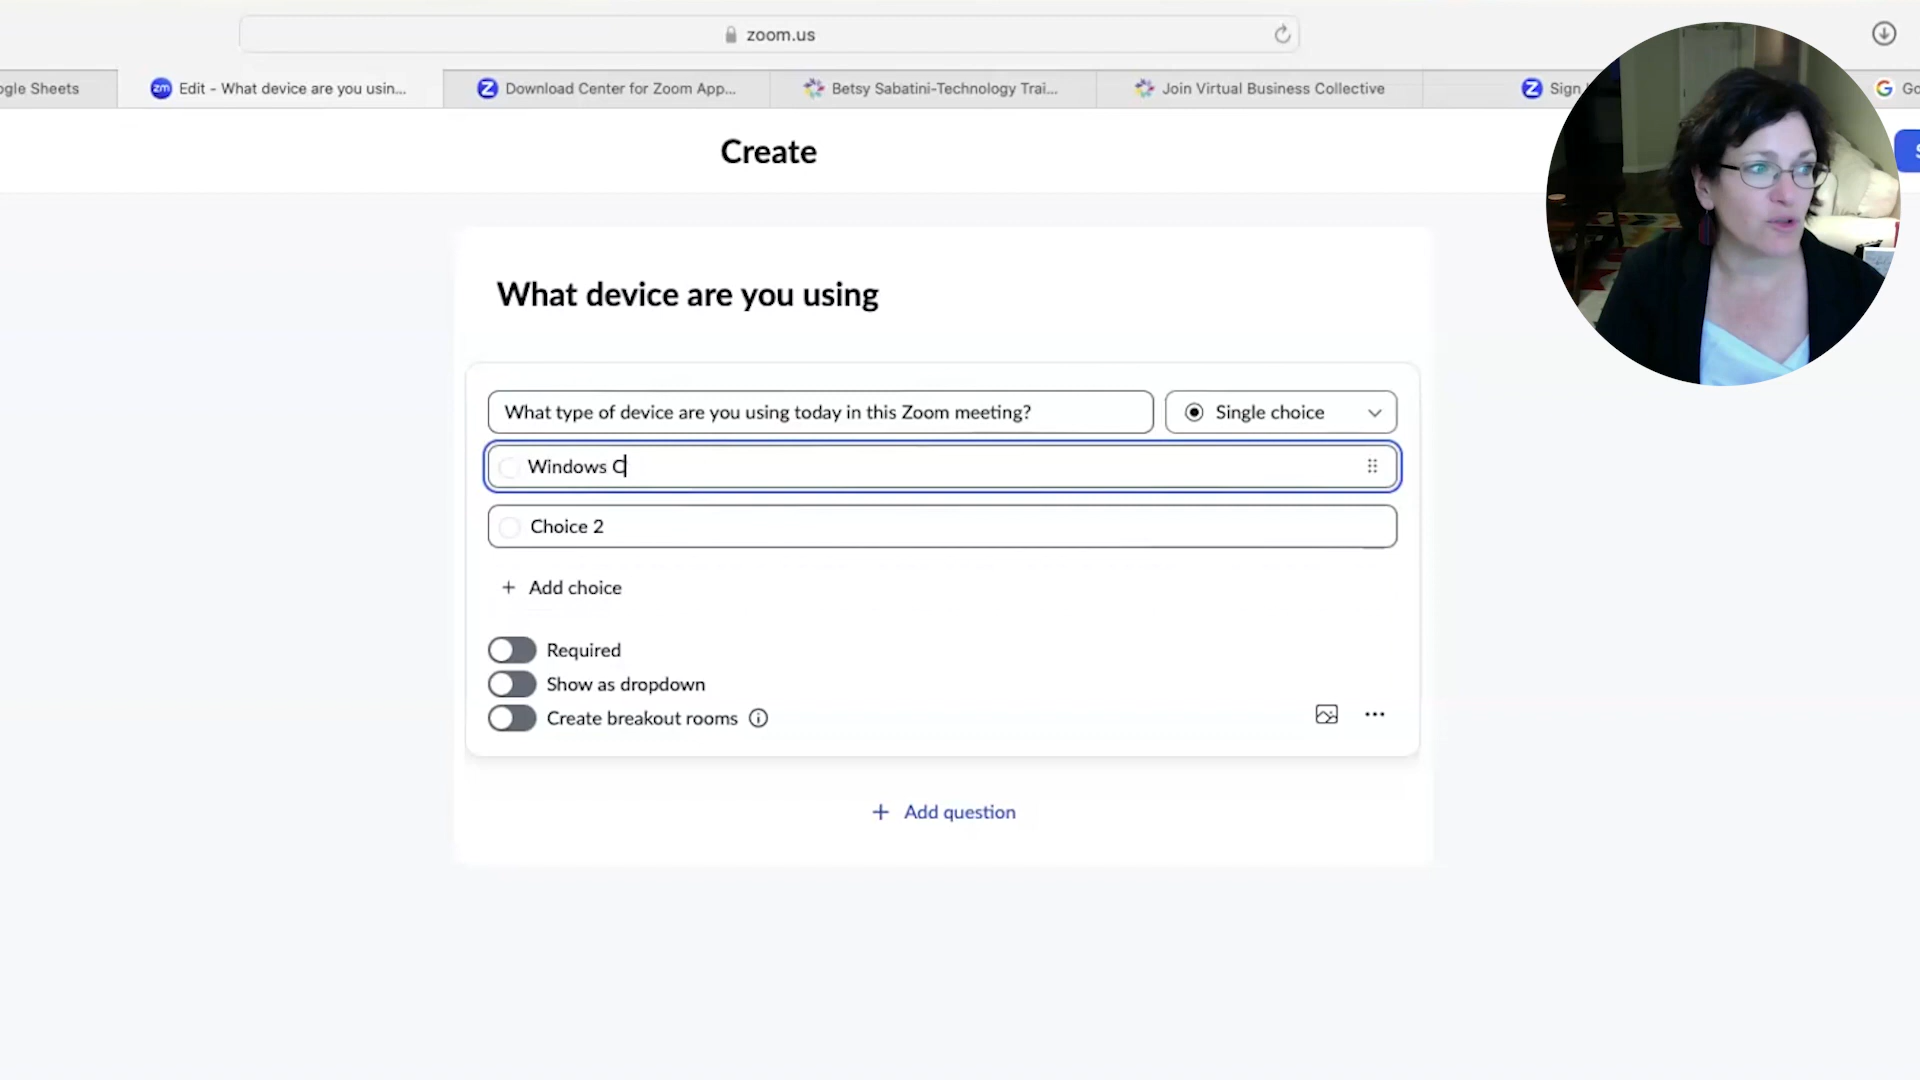 zoom.us
ogle Sheets
zm Edit - What device are you usin...
Download Center for Zoom App...
Betsy Sabatini-Technology Trai...
Join Virtual Business Collective
Sign
Go
Create
What device are you using
What type of device are you using today in this Zoom meeting?
Single choice
Windows C
Choice 2
+ Add choice
Required
Show as dropdown
Create breakout rooms
+ Add question